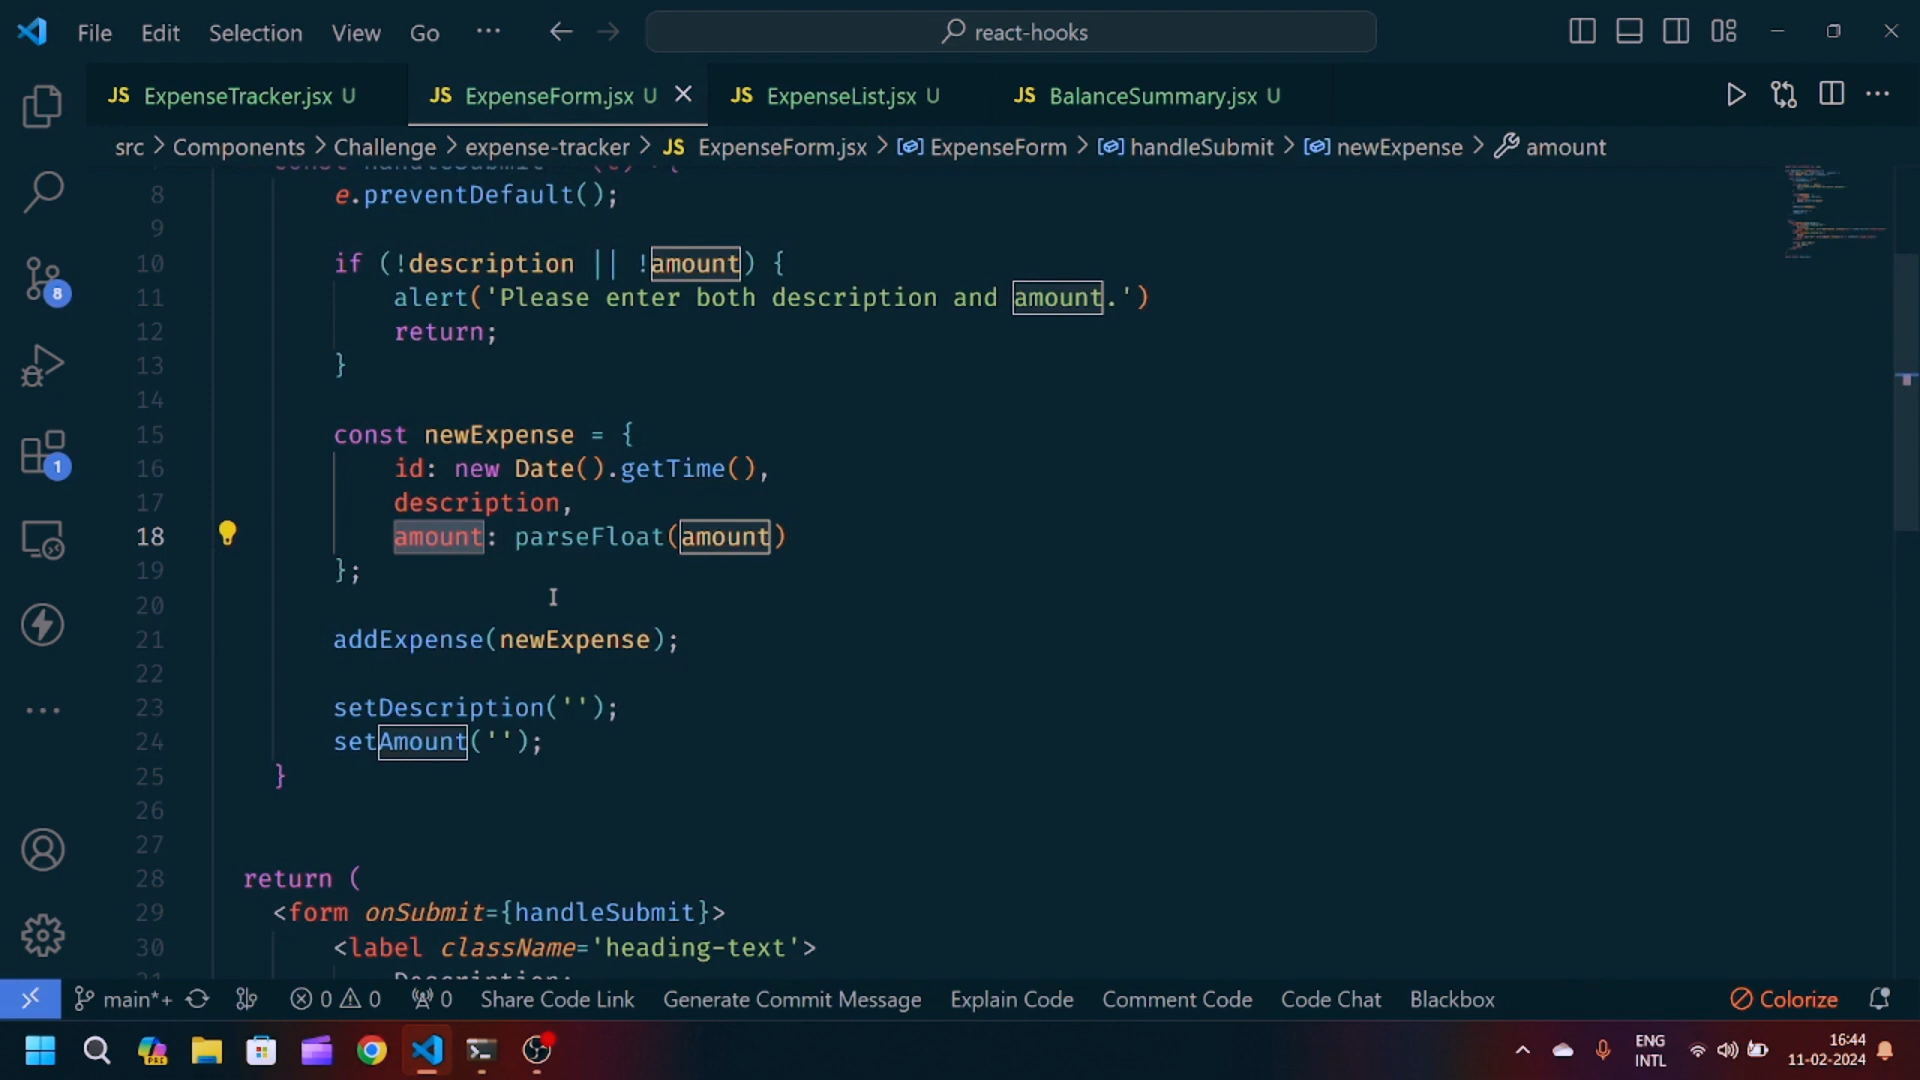 File Edit Selection View Go ··· react-hooks
JS ExpenseTracker.jsx U JS ExpenseForm.jsx U JS ExpenseList.jsx U JS BalanceSummary.jsx U
src > Components > Challenge > expense-tracker > JS ExpenseForm.jsx > ExpenseForm > handleSubmit > newExpense > amount
8 e.preventDefault();
9
10 if (!description || !amount) {
11 alert('Please enter both description and amount.')
12 return;
13 }
14
15 const newExpense = {
16 id: new Date().getTime(),
17 description,
18 amount: parseFloat(amount)
19 };
20
21 addExpense(newExpense);
22
23 setDescription('');
24 setAmount('');
25 }
26
27
28 return (
29 <form onSubmit={handleSubmit}>
30 <label className='heading-text'>
8
1
main*+ 0 0 0 Share Code Link Generate Commit Message Explain Code Comment Code Code Chat Blackbox Colorize
PRE
ENG
INTL
16:44
11-02-2024